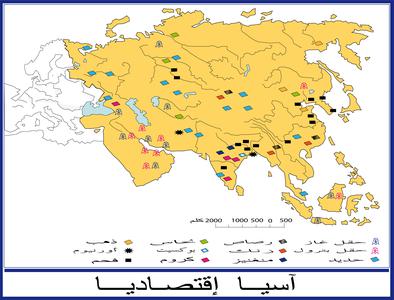 كلم 2000 1000 500 0 500
حقل غاز رصاص نحاس ذهب
حقل بترول زنك بوكسيت أورنيوم
حديد منغنيز كروم فحم
آسيا إقتصاديا